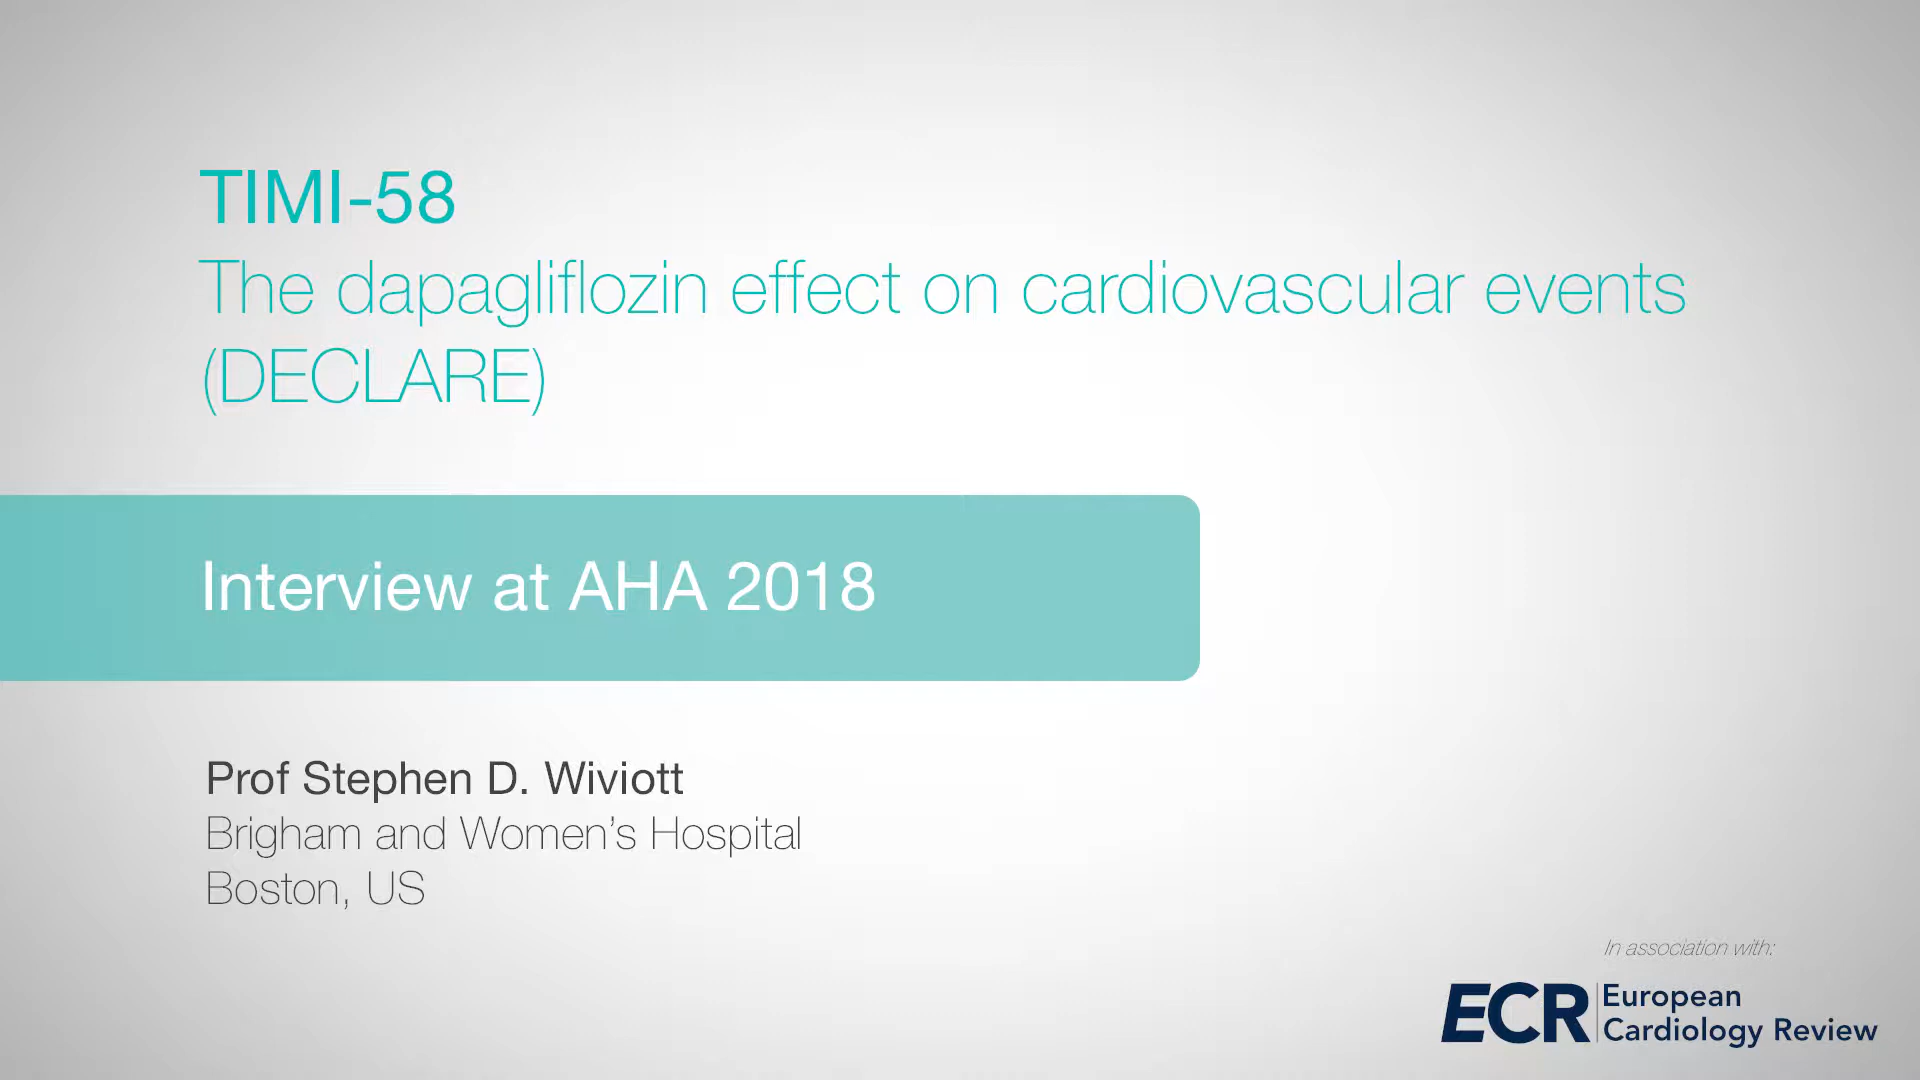 TIMI-58
The dapagliflozin effect on cardiovascular events
(DECLARE)
Interview at AHA 2018
Prof Stephen D. Wiviott
Brigham and Women’s Hospital
Boston, US
In association with:
ECR European
Cardiology Review